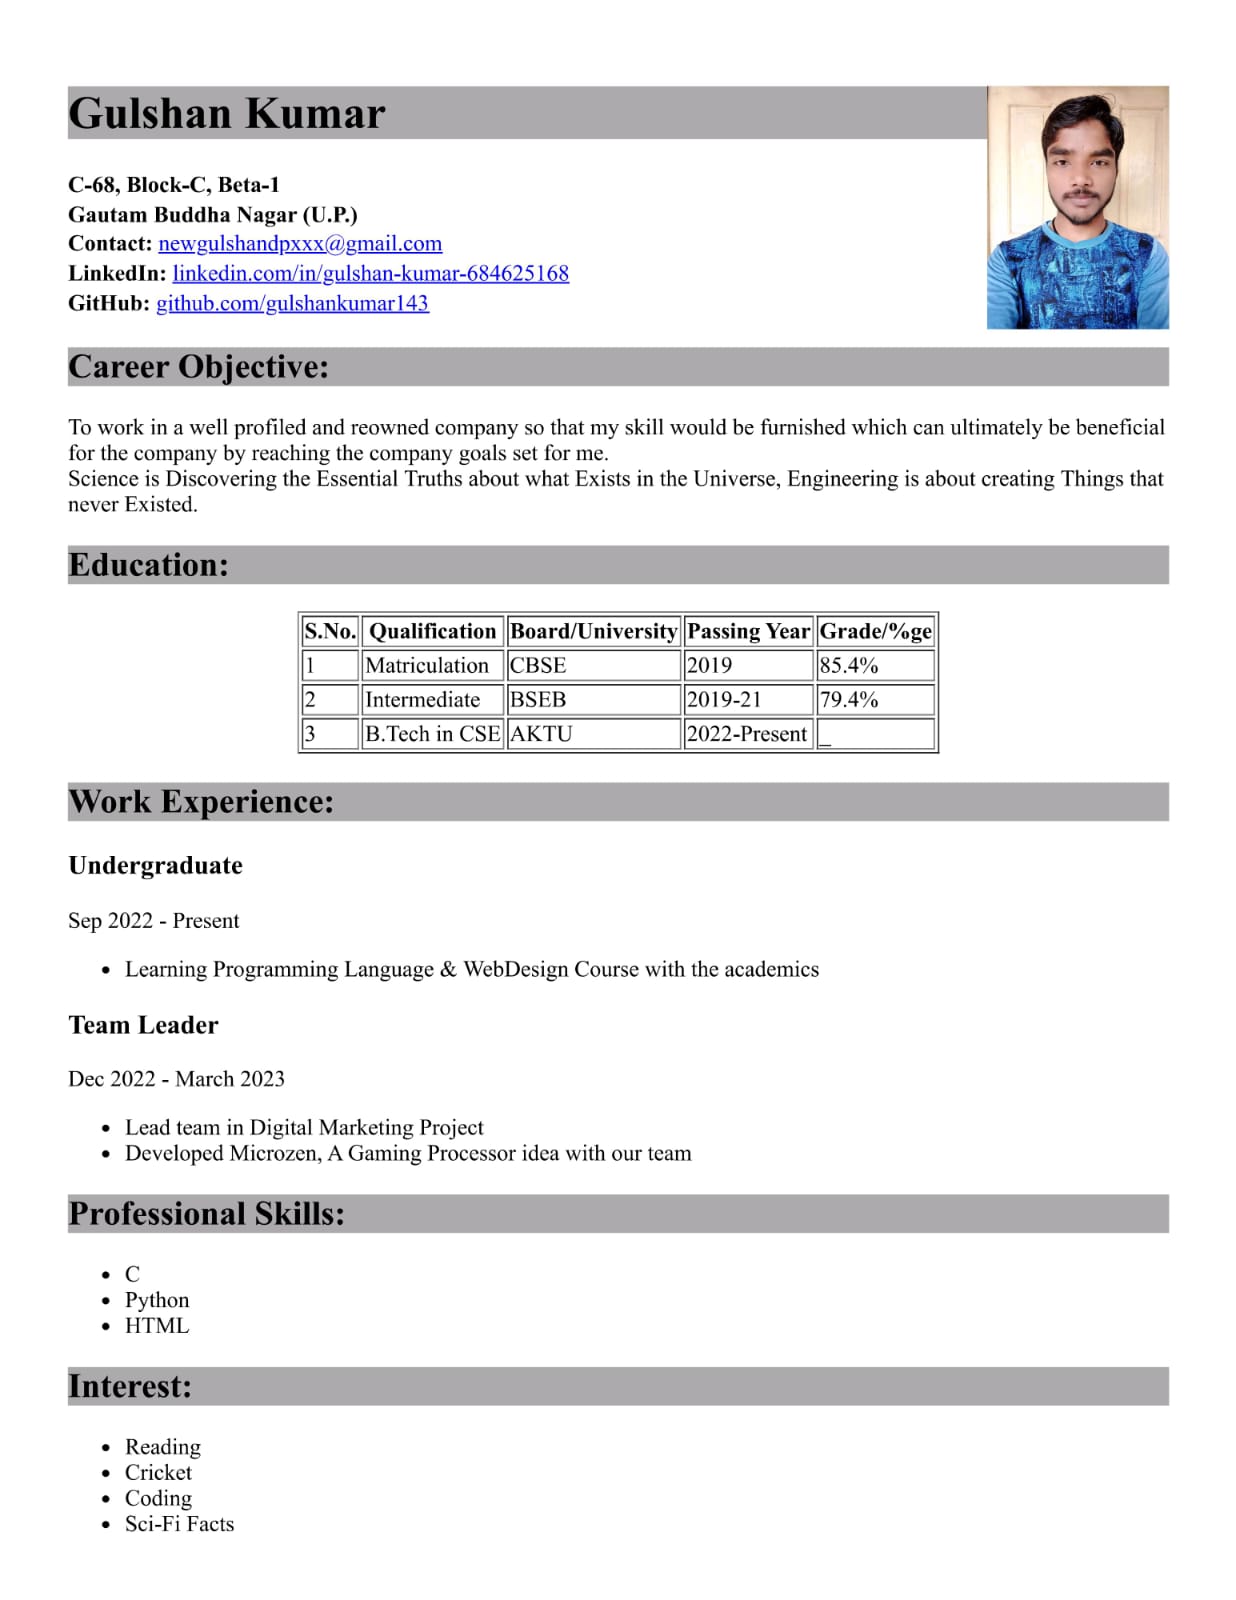 Gulshan Kumar
C-68, Block-C, Beta-1
Gautam Buddha Nagar (U.P.)
Contact: newgulshandpxxx@gmail.com
LinkedIn: linkedin.com/in/gulshan-kumar-684625168
GitHub: github.com/gulshankumar143
Career Objective:
To work in a well profiled and reowned company so that my skill would be furnished which can ultimately be beneficial
for the company by reaching the company goals set for me.
Science is Discovering the Essential Truths about what Exists in the Universe, Engineering is about creating Things that
never Existed.
Education:
S.No. Qualification Board/University Passing Year Grade/%ge
1 Matriculation CBSE 2019 85.4%
2 Intermediate BSEB 2019-21 79.4%
3 B.Tech in CSE AKTU 2022-Present _
Work Experience:
Undergraduate
Sep 2022 - Present
• Learning Programming Language & WebDesign Course with the academics
Team Leader
Dec 2022 - March 2023
• Lead team in Digital Marketing Project
• Developed Microzen, A Gaming Processor idea with our team
Professional Skills:
• C
• Python
• HTML
Interest:
• Reading
• Cricket
• Coding
• Sci-Fi Facts